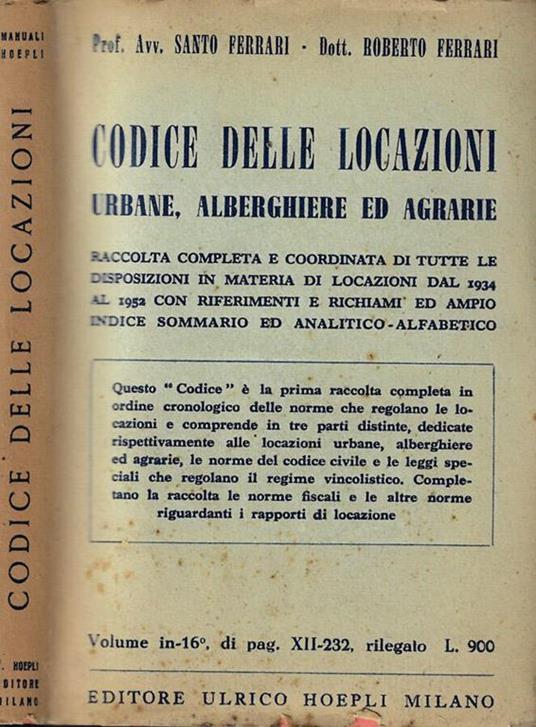 MANUALI
HOEPLI
CODICE DELLE LOCAZIONI
U. HOEPLI
EDITORE
MILANO
Prof. Avv. SANTO FERRARI - Dott. ROBERTO FERRARI
CODICE DELLE LOCAZIONI
URBANE, ALBERGHIERE ED AGRARIE
RACCOLTA COMPLETA E COORDINATA DI TUTTE LE
DISPOSIZIONI IN MATERIA DI LOCAZIONI DAL 1934
AL 1952 CON RIFERIMENTI E RICHIAMI ED AMPIO
INDICE SOMMARIO ED ANALITICO-ALFABETICO
Questo "Codice" è la prima raccolta completa in
ordine cronologico delle norme che regolano le lo-
cazioni e comprende in tre parti distinte, dedicate
rispettivamente alle locazioni urbane, alberghiere
ed agrarie, le norme del codice civile e le leggi spe-
ciali che regolano il regime vincolistico. Comple-
tano la raccolta le norme fiscali e le altre norme
riguardanti i rapporti di locazione
Volume in-16°, di pag. XII-232, rilegato L. 900
EDITORE ULRICO HOEPLI MILANO